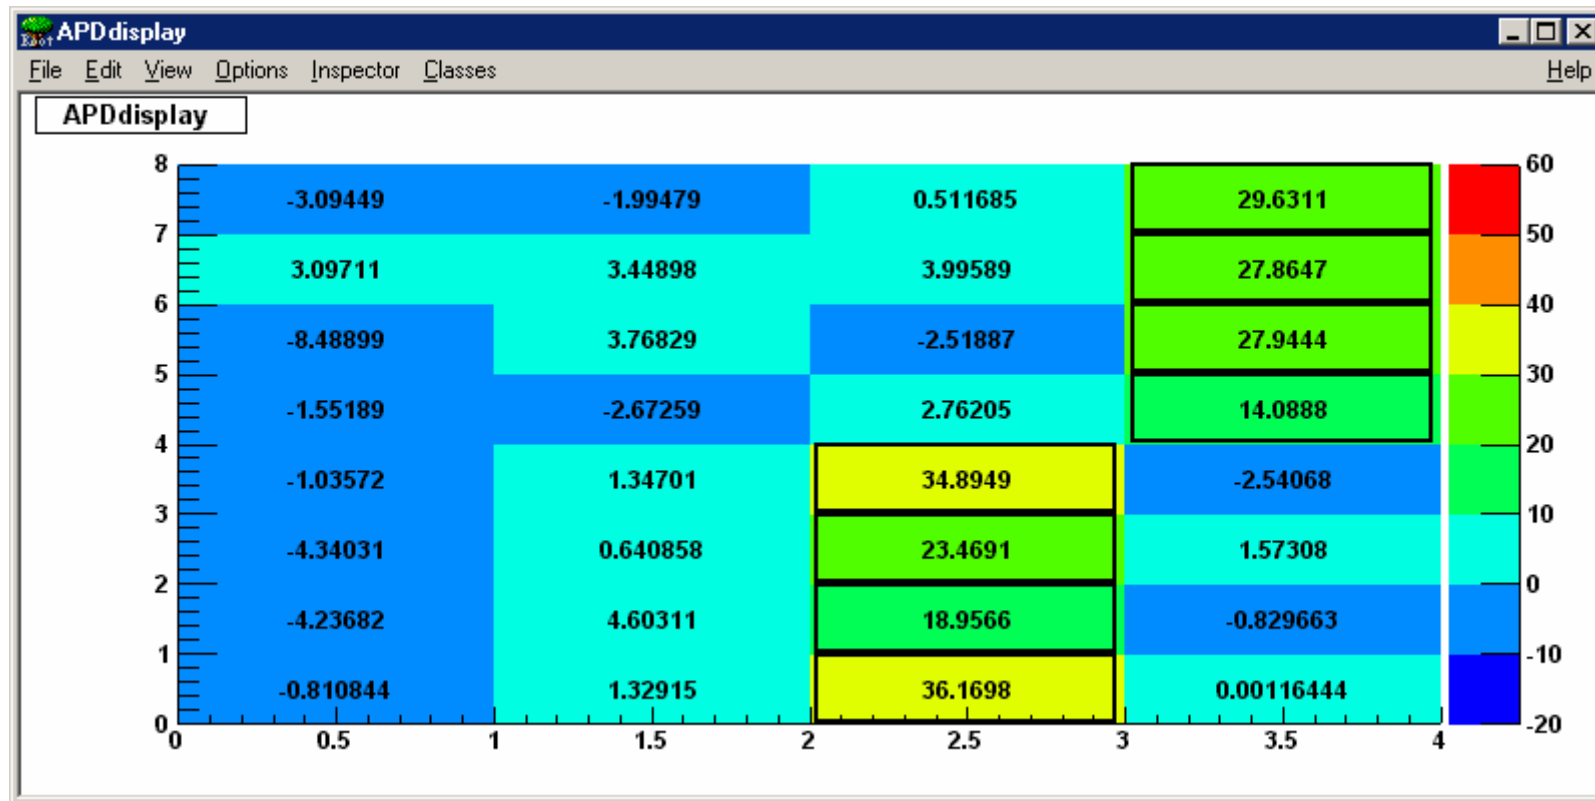 APDdisplay
File Edit View Options Inspector Classes Help
APDdisplay
8 60
-3.09449 -1.99479 0.511685 29.6311
7 50
3.09711 3.44898 3.99589 27.8647
6 40
-8.48899 3.76829 -2.51887 27.9444
5 30
-1.55189 -2.67259 2.76205 14.0888
4 20
-1.03572 1.34701 34.8949 -2.54068
3 10
-4.34031 0.640858 23.4691 1.57308
2 0
-4.23682 4.60311 18.9566 -0.829663
1 -10
-0.810844 1.32915 36.1698 0.00116444
0 -20
0 0.5 1 1.5 2 2.5 3 3.5 4